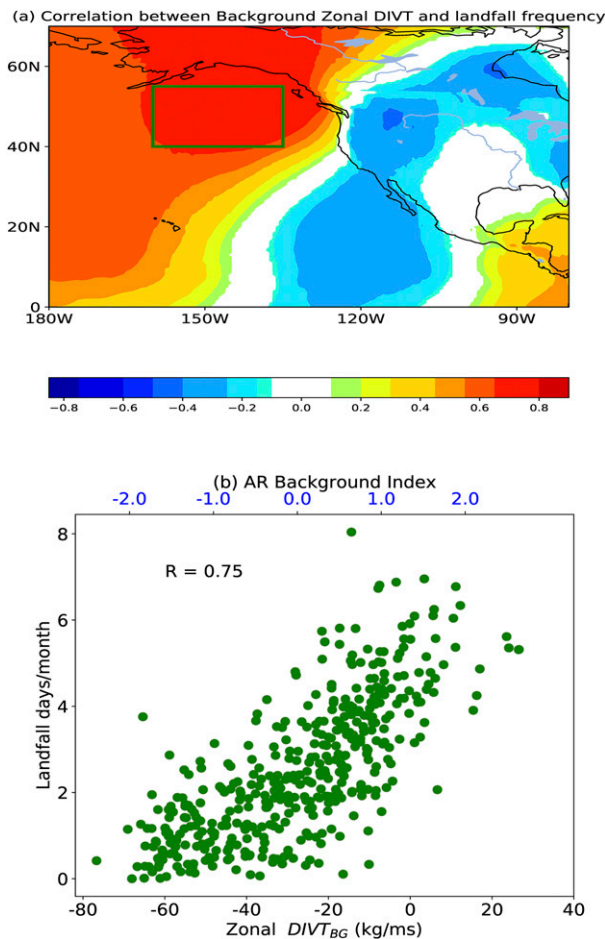 (a) Correlation between Background Zonal DIVT and landfall frequency
60N
40N
20N
0
180W 150W 120W 90W
−0.8 −0.6 −0.4 −0.2 0.0 0.2 0.4 0.6 0.8
(b) AR Background Index
-2.0 -1.0 0.0 1.0 2.0
8
R = 0.75
6
4
2
0
Landfall days/month
-80 -60 -40 -20 0 20 40
Zonal DIVT_BG (kg/ms)